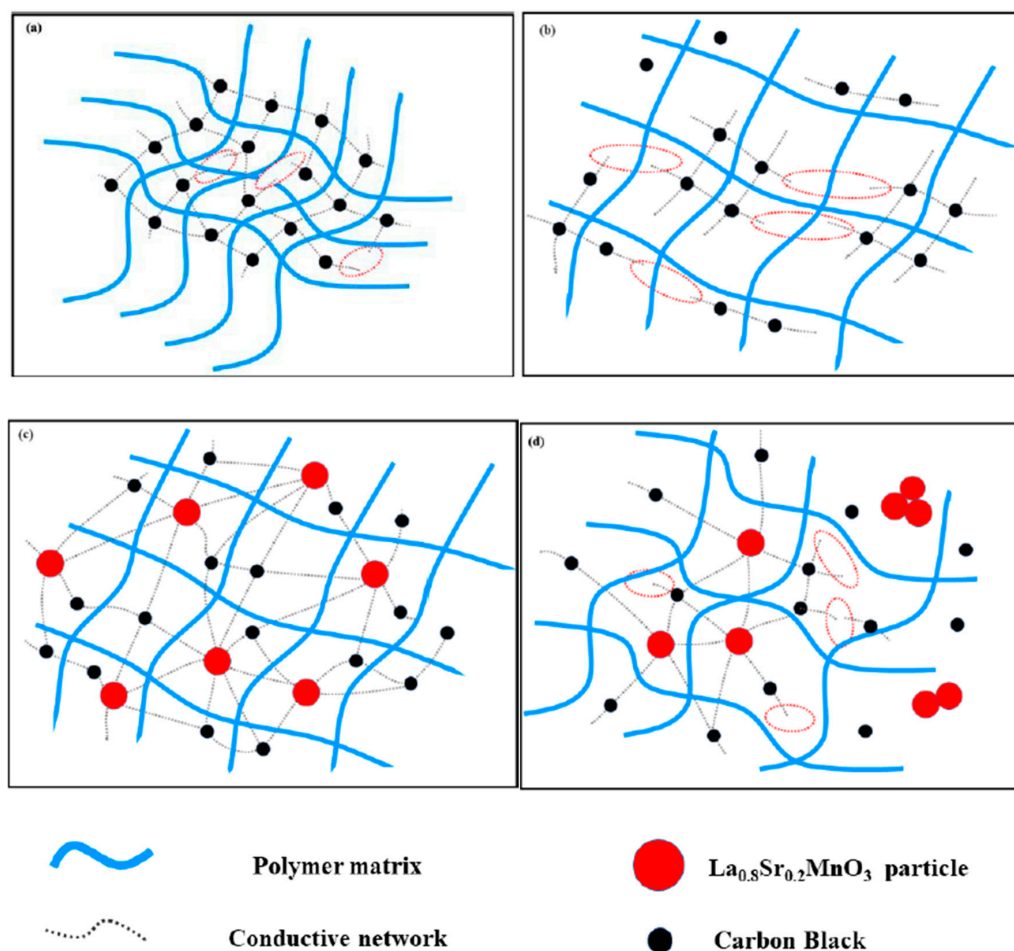 (a)
(b)
(c)
(d)
Polymer matrix
La0.8Sr0.2MnO3 particle
Conductive network
Carbon Black